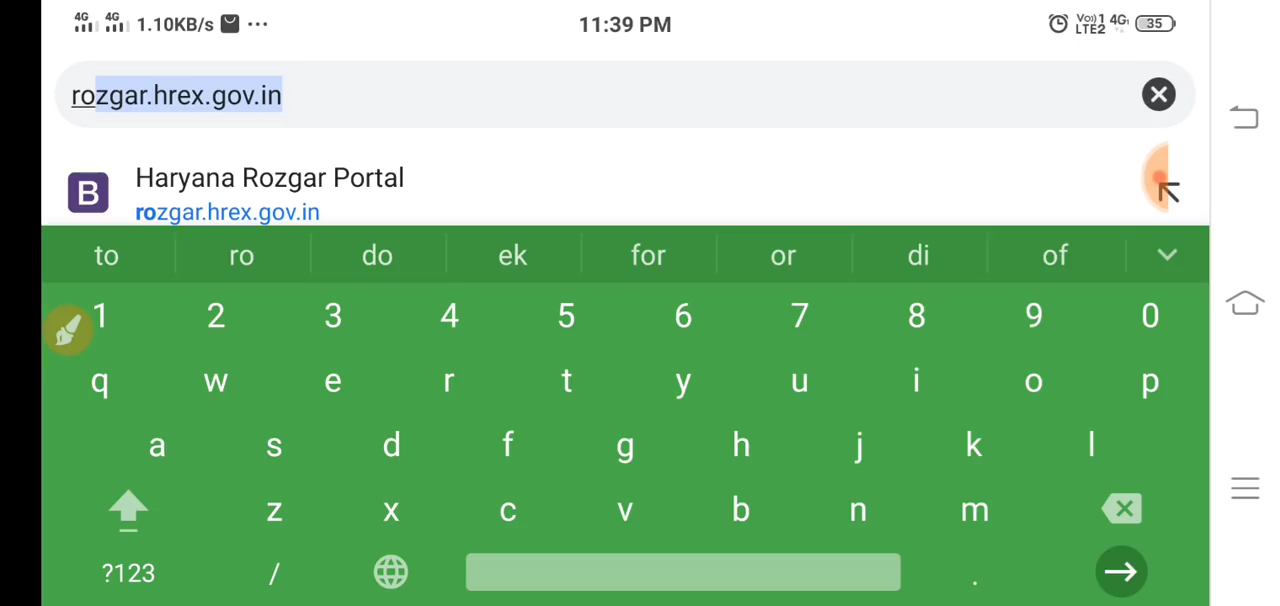 4G 4G 1.10KB/s ··· 11:39 PM Vo)) 1 LTE2 4G 35
rozgar.hrex.gov.in
B Haryana Rozgar Portal
rozgar.hrex.gov.in
to ro do ek for or di of
1 2 3 4 5 6 7 8 9 0
q w e r t y u i o p
a s d f g h j k l
z x c v b n m
?123 / .